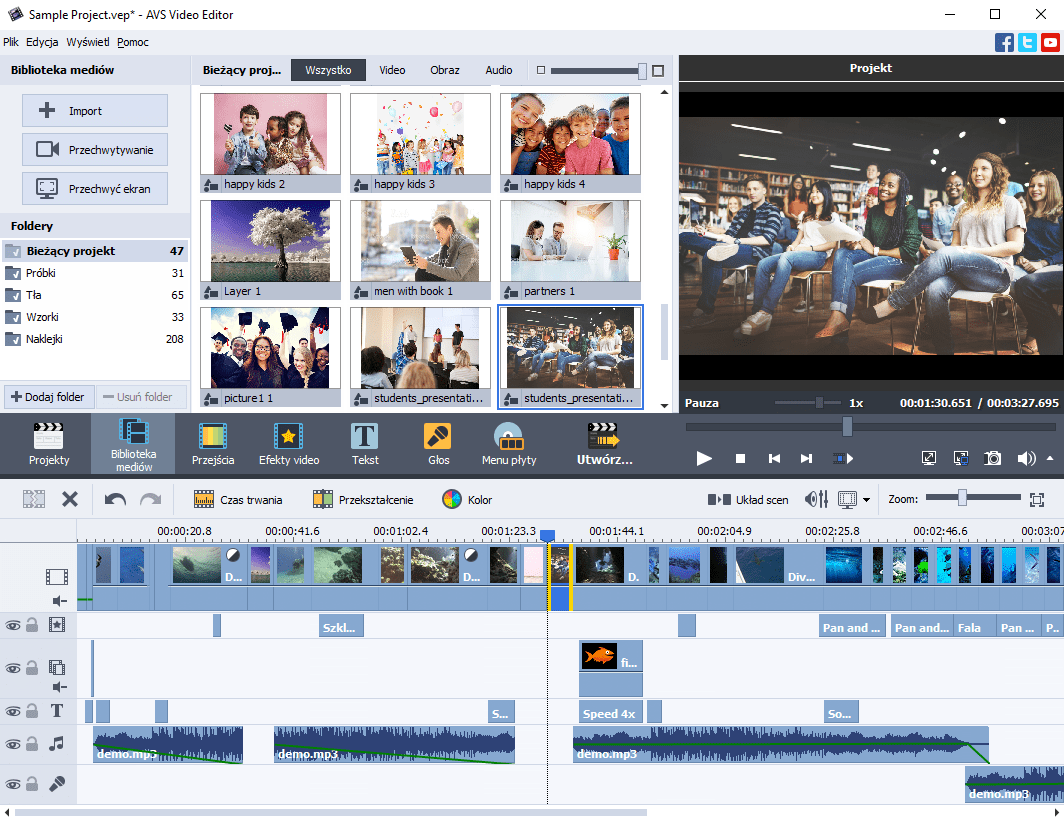 Sample Project.vep* - AVS Video Editor
Plik Edycja Wyświetl Pomoc
Biblioteka mediów
Import
Przechwytywanie
Przechwyć ekran
Foldery
Bieżący projekt 47
Próbki 31
Tła 65
Wzorki 33
Naklejki 208
Dodaj folder Usuń folder
Bieżący proj... Wszystko Video Obraz Audio
happy kids 2 happy kids 3 happy kids 4
Layer 1 men with book 1 partners 1
picture1 1 students_presentati... students_presentati...
Projekt
Pauza 1x 00:01:30.651 / 00:03:27.695
Projekty Biblioteka mediów Przejścia Efekty video Tekst Głos Menu płyty Utwórz...
Czas trwania Przekształcenie Kolor Układ scen Zoom:
00:00:20.8 00:00:41.6 00:01:02.4 00:01:23.3 00:01:44.1 00:02:04.9 00:02:25.8 00:02:46.6 00:03:07
D... D... D. Div...
Szkl... Pan and ... Pan and... Fala Pan ... P..
fi...
T S... Speed 4x So...
demo.mp3 demo.mp3 demo.mp3
demo.mp3